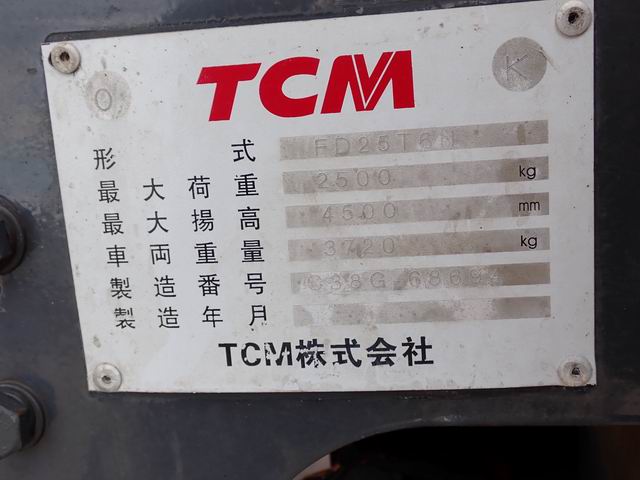 TCM
O
K
形式 FD25T6N
最大荷重 2500 kg
最大揚高 4500 mm
車両重量 3720 kg
製造番号
製造年月
TCM株式会社